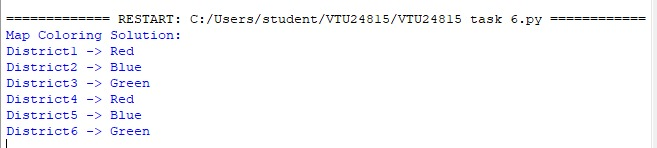 ============= RESTART: C:/Users/student/VTU24815/VTU24815 task 6.py ============
Map Coloring Solution:
District1 -> Red
District2 -> Blue
District3 -> Green
District4 -> Red
District5 -> Blue
District6 -> Green